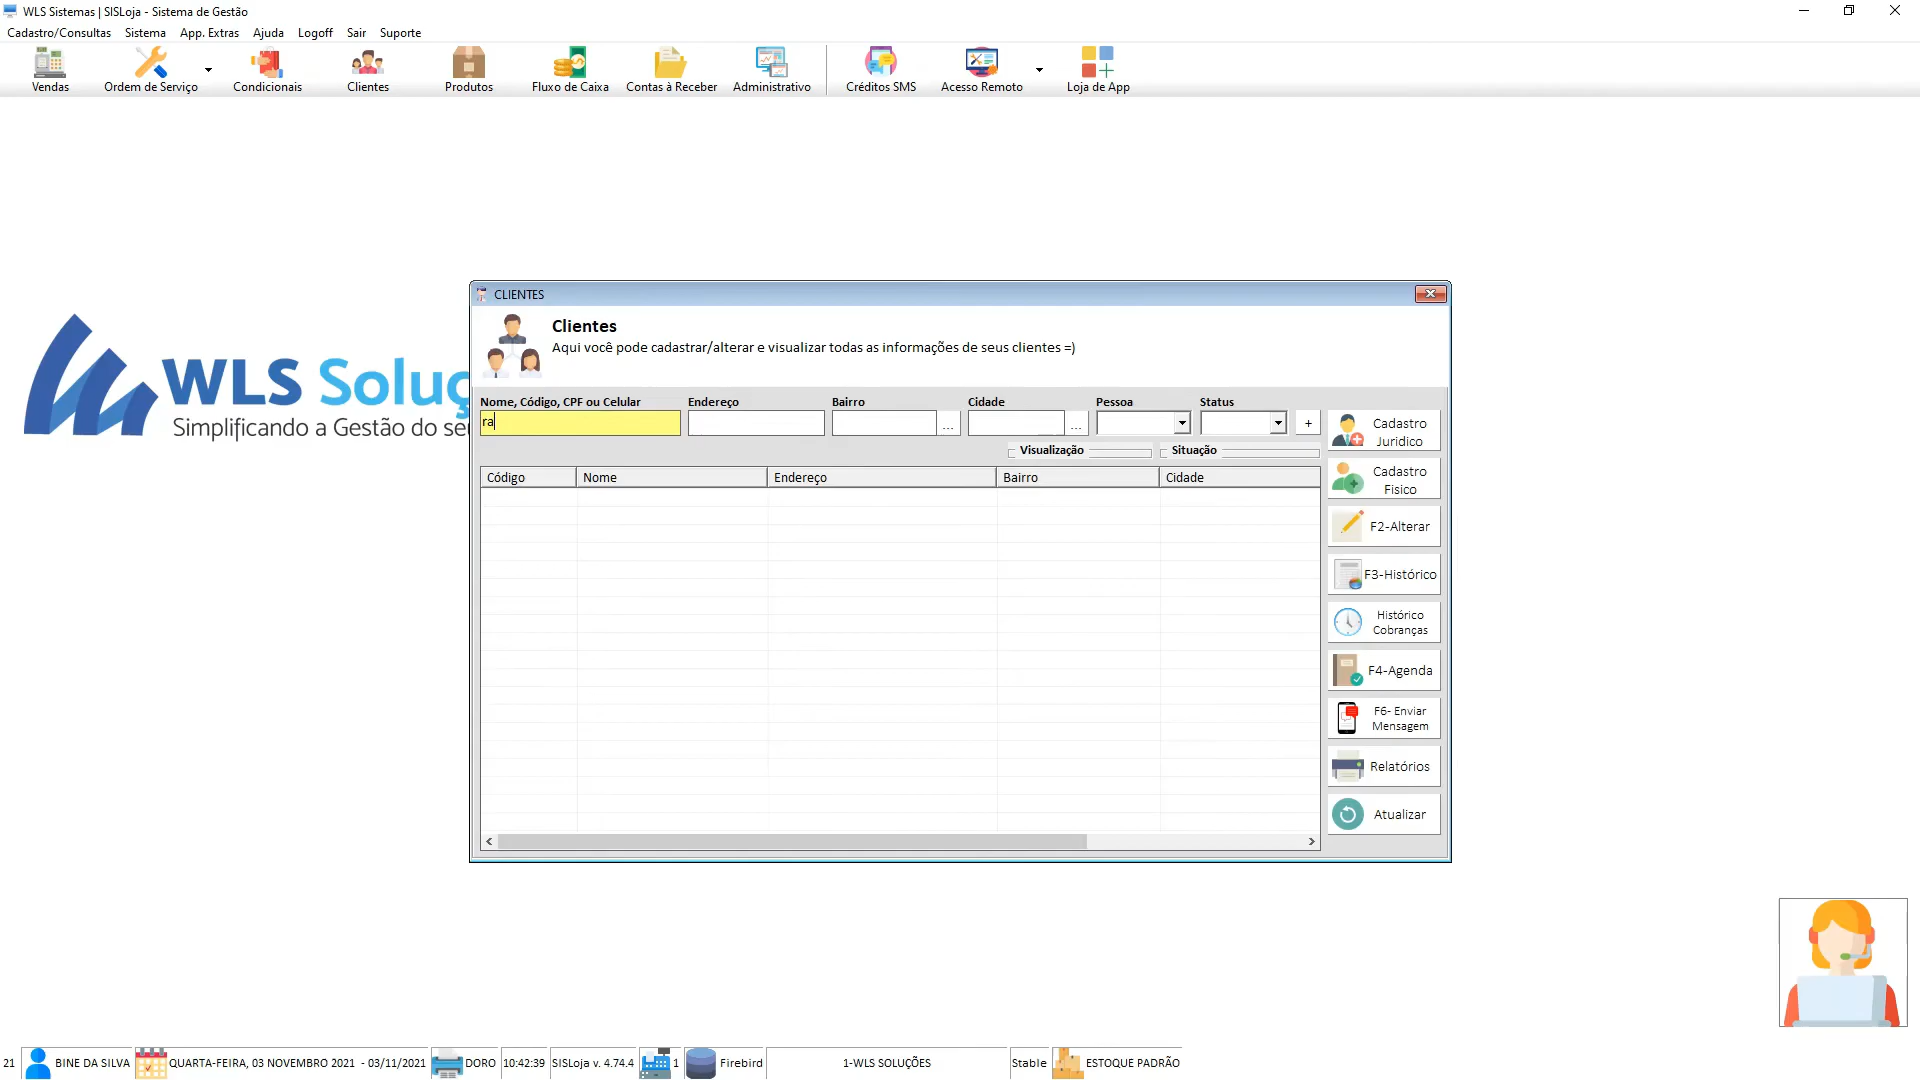 WLS Sistemas | SISLoja - Sistema de Gestão
Cadastro/Consultas Sistema App. Extras Ajuda Logoff Sair Suporte
Vendas Ordem de Serviço Condicionais Clientes Produtos Fluxo de Caixa Contas à Receber Administrativo Créditos SMS Acesso Remoto Loja de App
WLS Soluç
Simplificando a Gestão do se
CLIENTES
Clientes
Aqui você pode cadastrar/alterar e visualizar todas as informações de seus clientes =)
Nome, Código, CPF ou Celular Endereço Bairro Cidade Pessoa Status
ra ... ... +
Visualização Situação
Código Nome Endereço Bairro Cidade
Cadastro
Juridico
Cadastro
Fisico
F2-Alterar
F3-Histórico
Histórico
Cobranças
F4-Agenda
F6- Enviar
Mensagem
Relatórios
Atualizar
21 BINE DA SILVA QUARTA-FEIRA, 03 NOVEMBRO 2021 - 03/11/2021 DORO 10:42:39 SISLoja v. 4.74.4 1 Firebird 1-WLS SOLUÇÕES Stable ESTOQUE PADRÃO